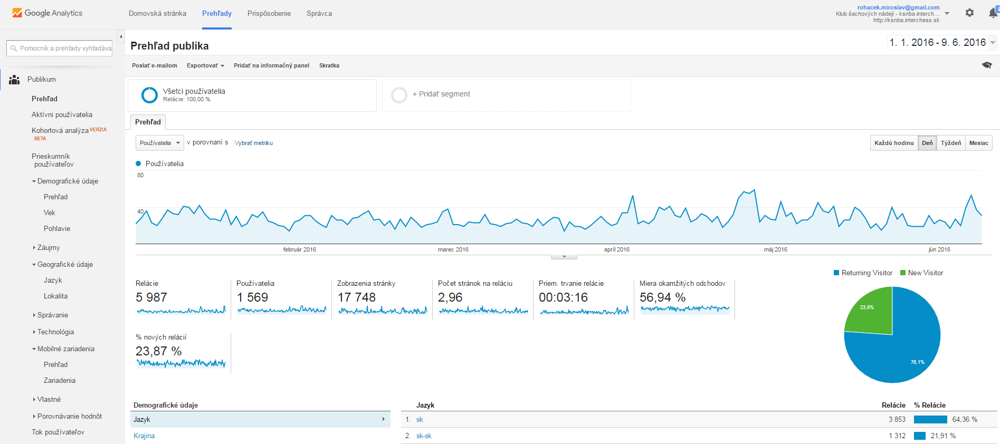 Google Analytics
Domovská stránka
Prehľady
Prispôsobenie
Správca
rohacek.miroslav@gmail.com
Klub šachových nádejí - ksnba.interch...
http://ksnba.interchess.sk
Pomocník a prehľady vyhľadáva
Publikum
Prehľad
Aktívni používatelia
Kohortová analýza VERZIA
BETA
Prieskumník
používateľov
Demografické údaje
Prehľad
Vek
Pohlavie
Záujmy
Geografické údaje
Jazyk
Lokalita
Správanie
Technológia
Mobilné zariadenia
Prehľad
Zariadenia
Vlastné
Porovnávanie hodnôt
Tok používateľov
Prehľad publika
1. 1. 2016 - 9. 6. 2016
Poslať e-mailom
Exportovať
Pridať na informačný panel
Skratka
Všetci používatelia
Relácie: 100,00 %
+ Pridať segment
Prehľad
Používatelia
v porovnaní s
Vybrať metriku
Každú hodinu
Deň
Týždeň
Mesiac
Používatelia
80
40
február 2016
marec 2016
apríl 2016
máj 2016
jún 2016
Relácie
5 987
Používatelia
1 569
Zobrazenia stránky
17 748
Počet stránok na reláciu
2,96
Priem. trvanie relácie
00:03:16
Miera okamžitých odchodov
56,94 %
% nových relácií
23,87 %
Returning Visitor
New Visitor
23,9%
76,1%
Demografické údaje
Jazyk
Krajina
Jazyk
Relácie
% Relácie
1. sk 3 853 64,36 %
2. sk-sk 1 312 21,91 %